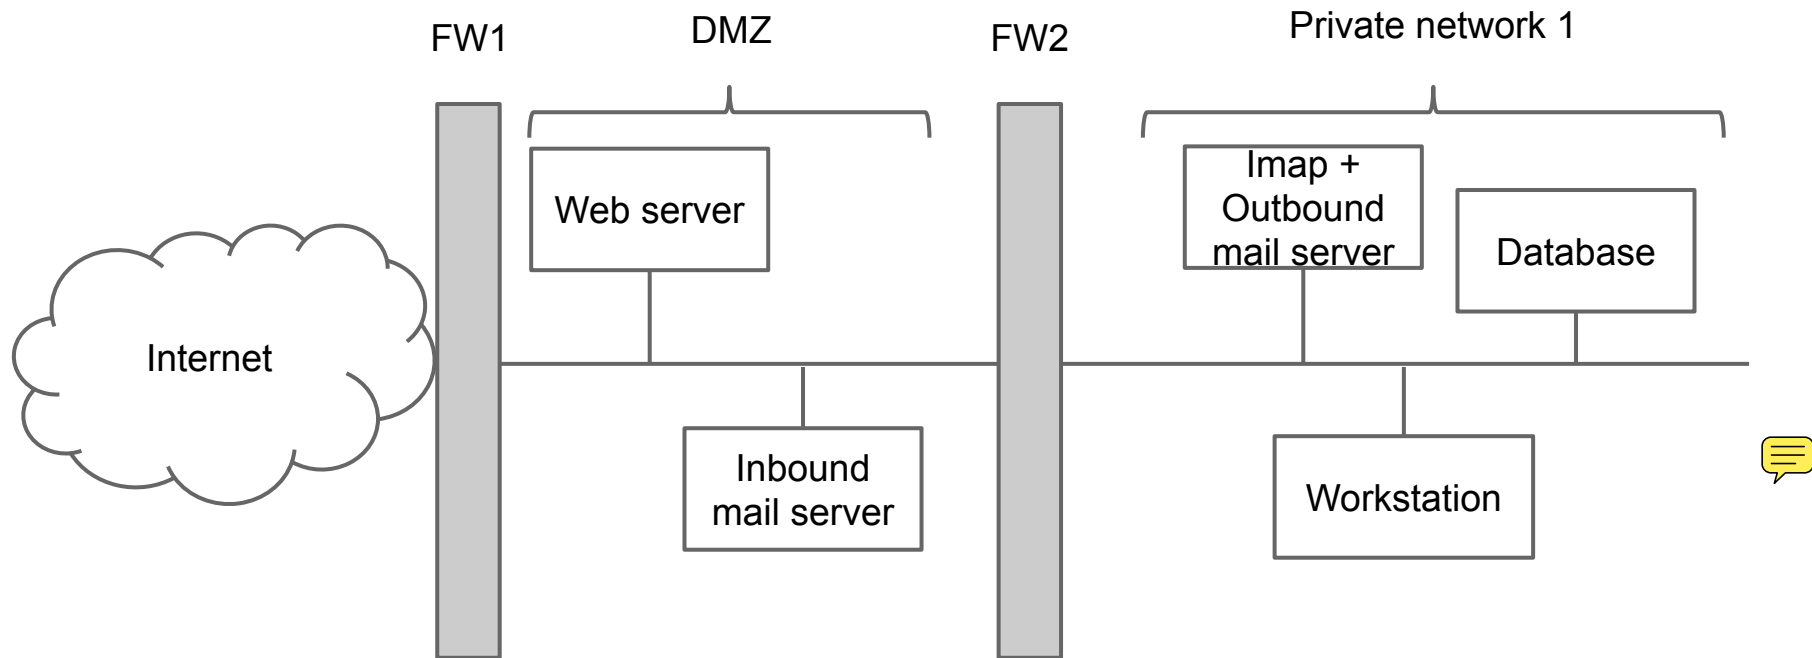 FW1
DMZ
FW2
Private network 1
Web server
Imap +
Outbound
mail server
Database
Internet
Inbound
mail server
Workstation